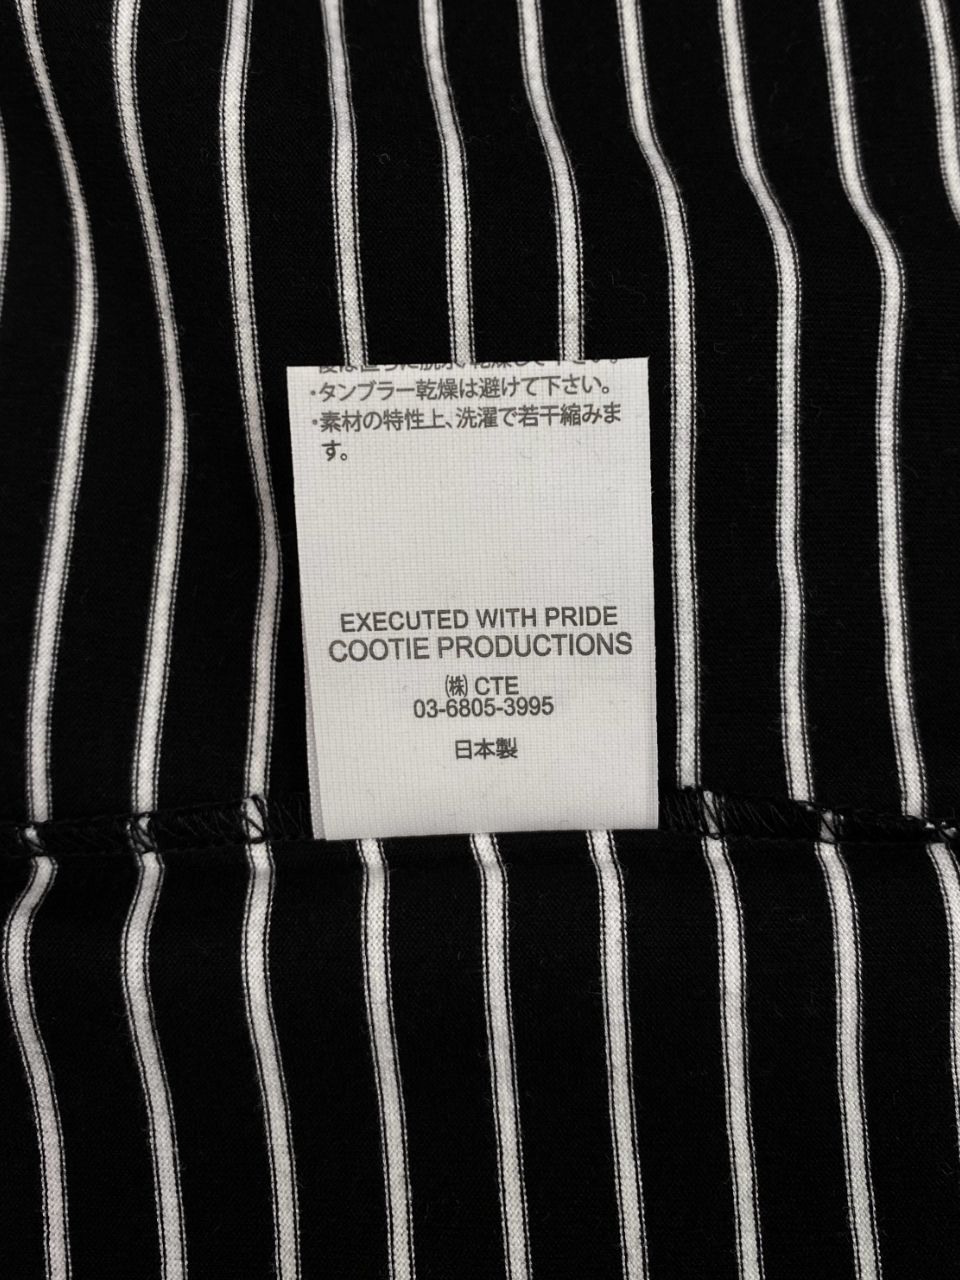 ・タンブラー乾燥は避けて下さい。
・素材の特性上、洗濯で若干縮みま
す。
EXECUTED WITH PRIDE
COOTIE PRODUCTIONS
㈱ CTE
03-6805-3995
日本製